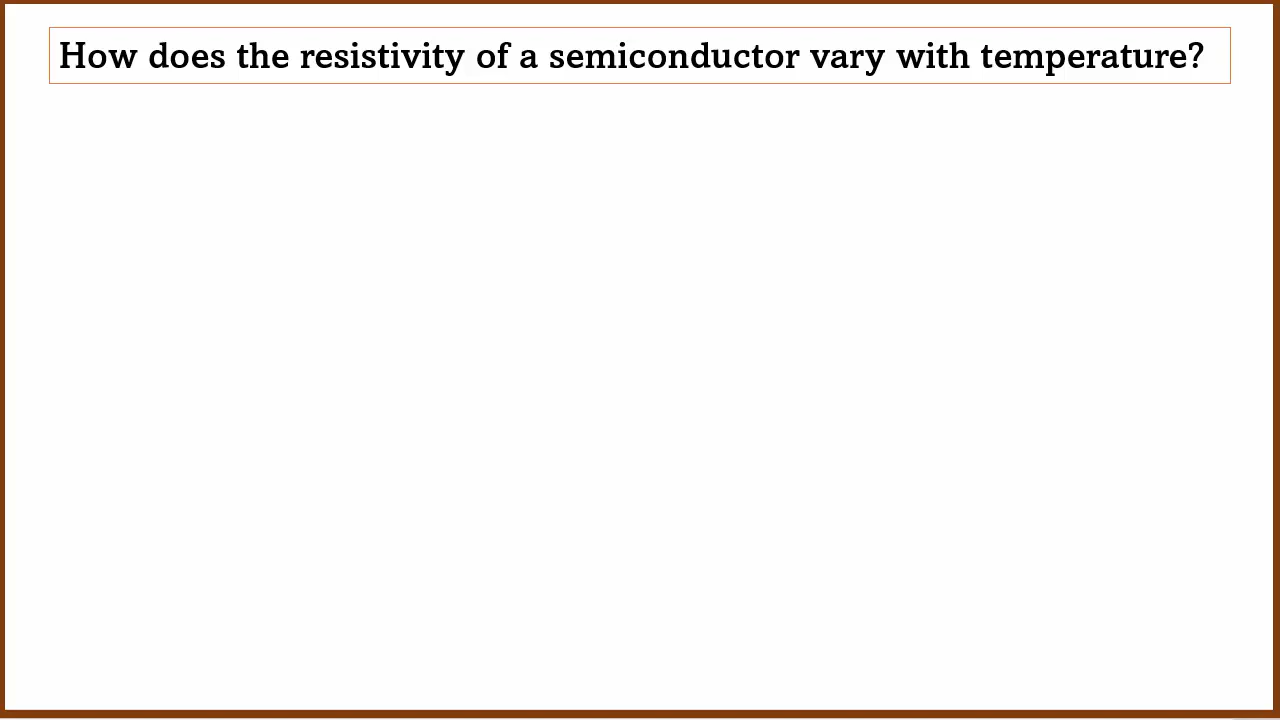 How does the resistivity of a semiconductor vary with temperature?